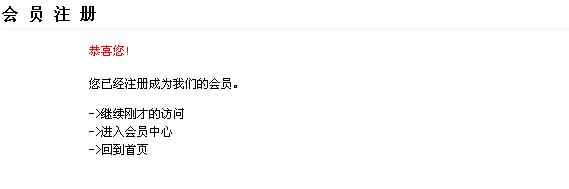 会 员 注 册
恭喜您!
您已经注册成为我们的会员。
->继续刚才的访问
->进入会员中心
->回到首页